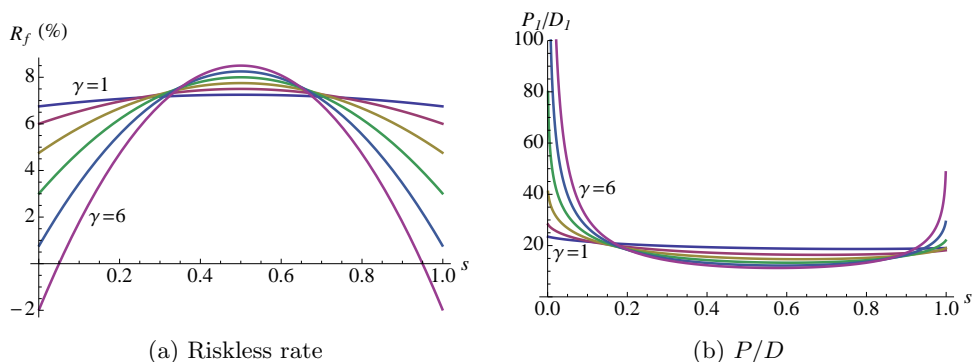 R_f (%)
8
6
4
2
-2
γ=1
γ=6
0.2
0.4
0.6
0.8
1.0
s
(a) Riskless rate
P_1/D_1
100
80
60
40
20
γ=6
γ=1
0.0
0.2
0.4
0.6
0.8
1.0
s
(b) P/D